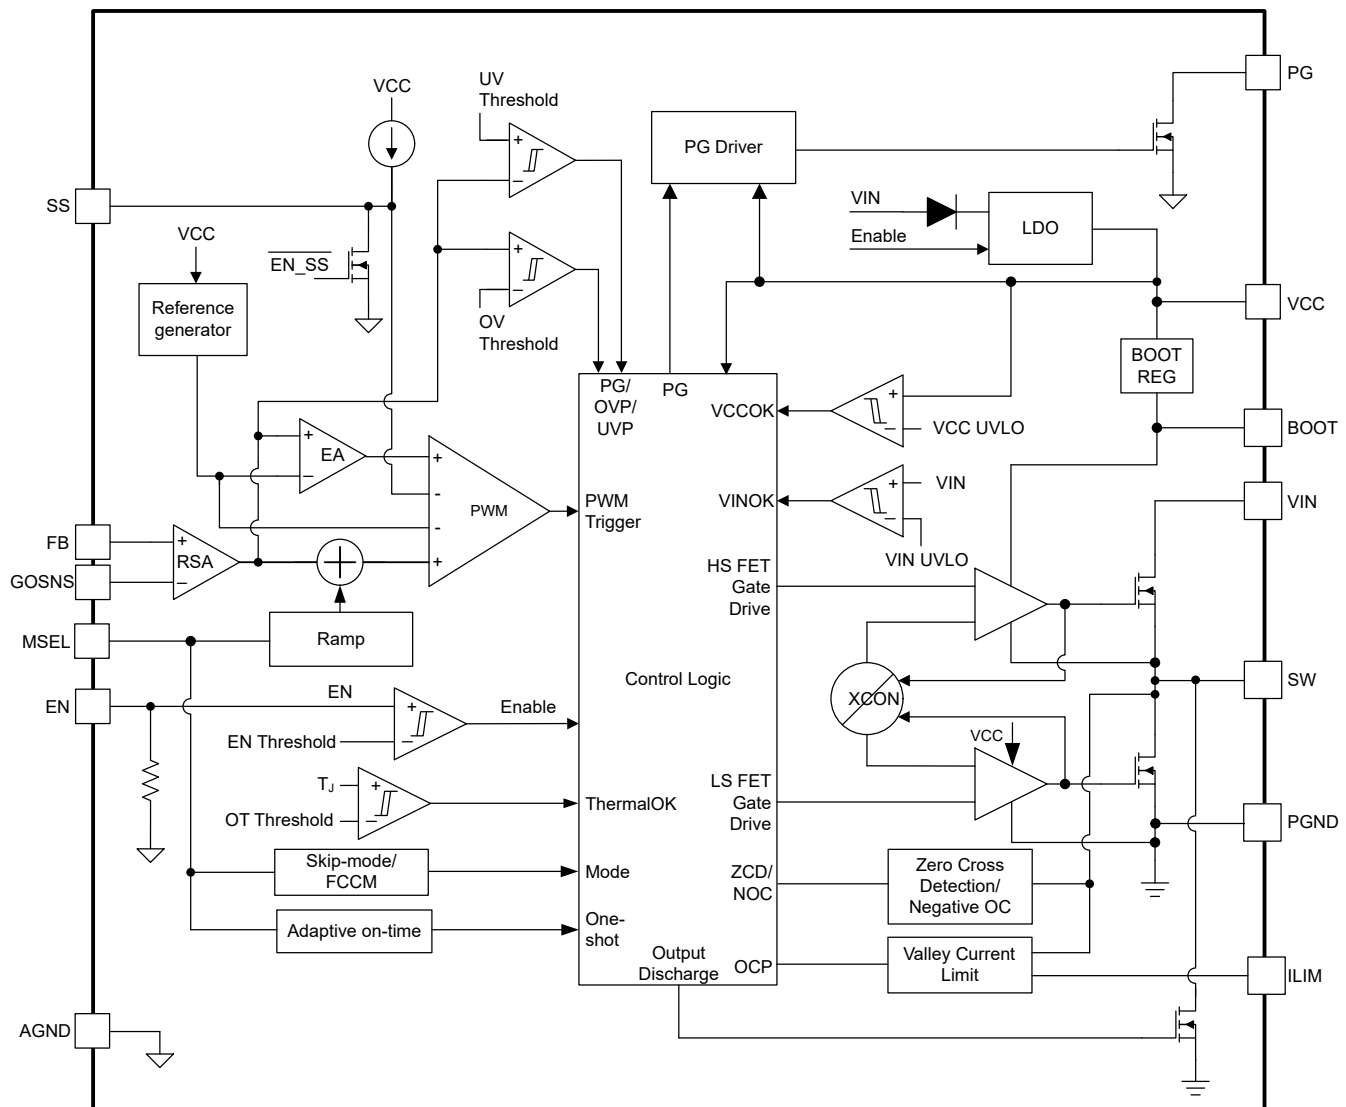 UV
Threshold
VCC
PG
PG Driver
SS
VIN
LDO
Enable
VCC
EN_SS
Reference
generator
OV
Threshold
VCC
BOOT
REG
PG/
OVP/
UVP
PG
VCCOK
+
−
VCC UVLO
BOOT
+
−
EA
+
-
-
+
PWM
PWM
Trigger
VINOK
+
−
VIN
VIN UVLO
VIN
FB
GOSNS
+
−
RSA
HS FET
Gate
Drive
MSEL
Ramp
Control Logic
XCON
SW
EN
EN
+
−
Enable
EN Threshold
VCC
TJ
+
−
OT Threshold
ThermalOK
LS FET
Gate
Drive
PGND
Skip-mode/
FCCM
Mode
ZCD/
NOC
Zero Cross
Detection/
Negative OC
Adaptive on-time
One-
shot
Output
Discharge
OCP
Valley Current
Limit
ILIM
AGND
+
−
+
−